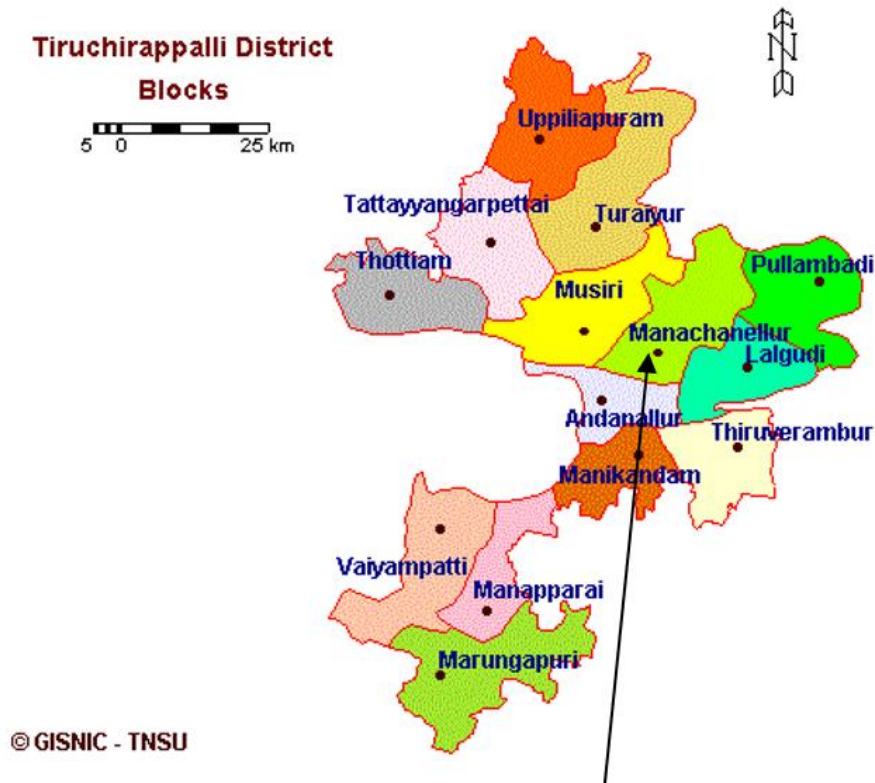 Tiruchirappalli District
Blocks
5 0 25 km
N
Uppiliapuram
Tattayyangarpettai
Turaiyur
Thottiam
Musiri
Pullambadi
Manachanellur
Lalgudi
Andanallur
Thiruverambur
Manikandam
Vaiyampatti
Manapparai
Marungapuri
© GISNIC - TNSU